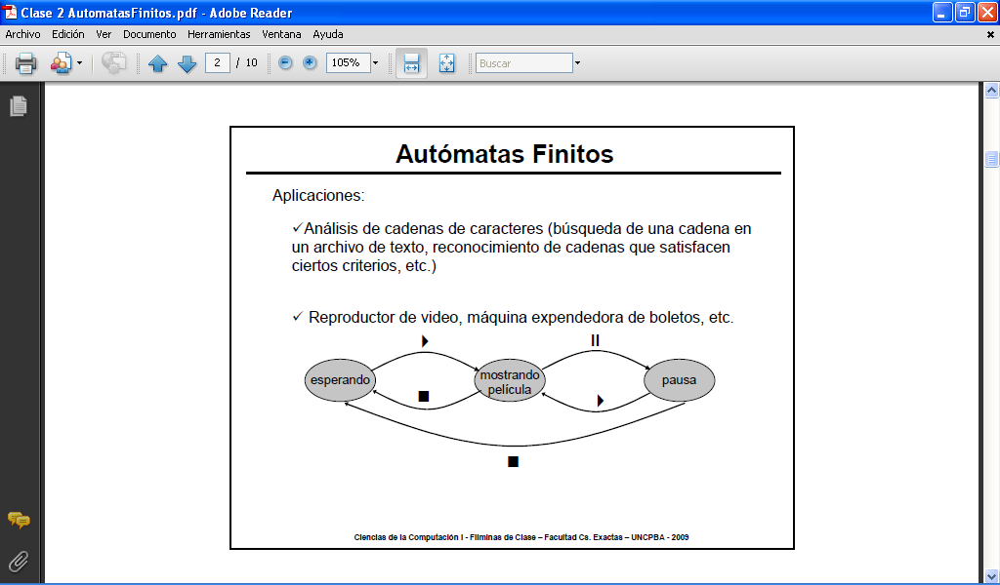 Clase 2 AutomatasFinitos.pdf - Adobe Reader
Archivo Edición Ver Documento Herramientas Ventana Ayuda
2 / 10 105% Buscar
Autómatas Finitos
Aplicaciones:
✓Análisis de cadenas de caracteres (búsqueda de una cadena en
un archivo de texto, reconocimiento de cadenas que satisfacen
ciertos criterios, etc.)
✓ Reproductor de video, máquina expendedora de boletos, etc.
esperando
mostrando
película
pausa
Ciencias de la Computación I - Filminas de Clase – Facultad Cs. Exactas – UNCPBA - 2009